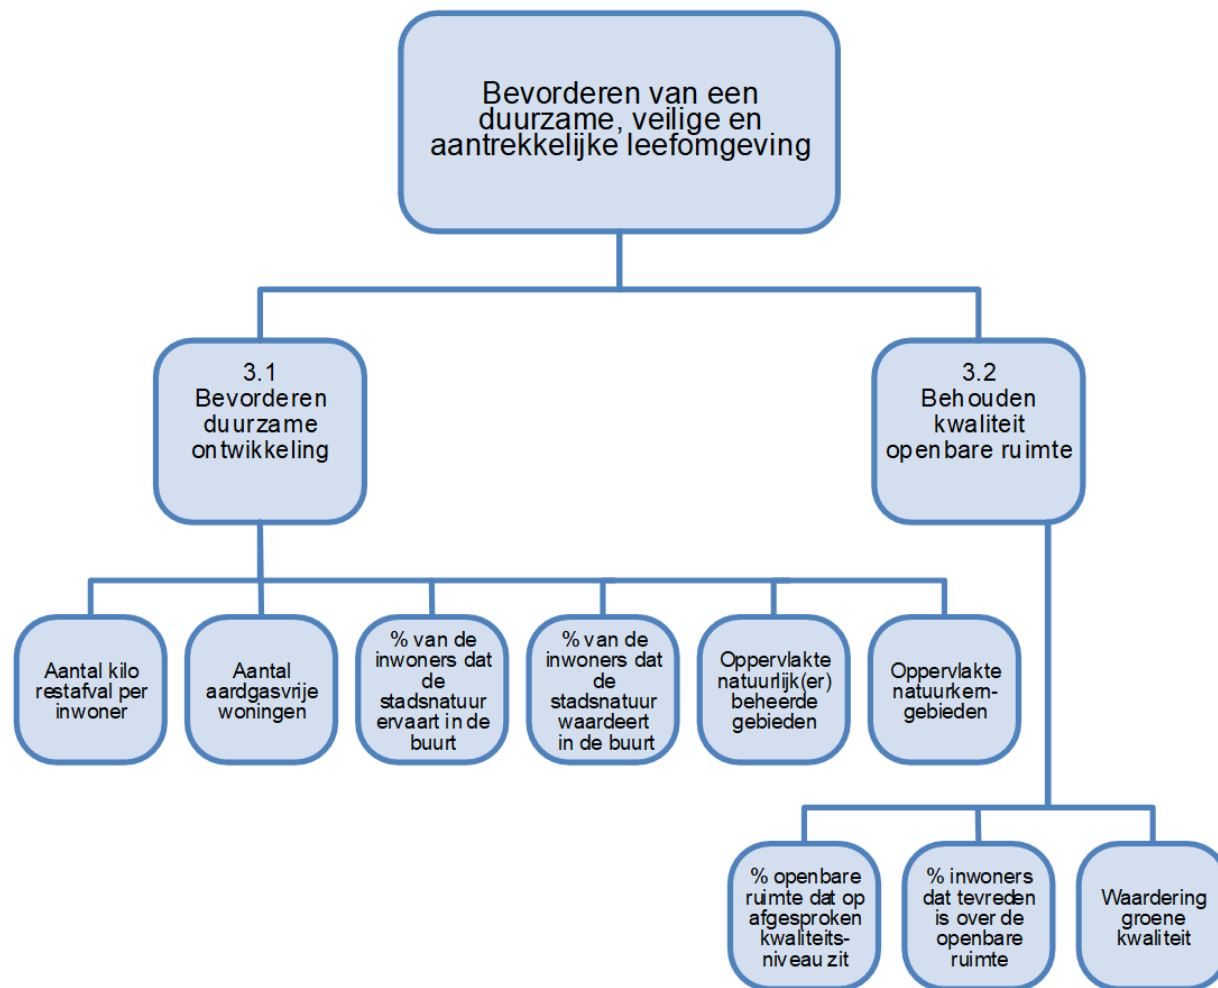 Bevorderen van een
duurzame, veilige en
aantrekkelijke leefomgeving
3.1
Bevorderen
duurzame
ontwikkeling
3.2
Behouden
kwaliteit
openbare ruimte
Aantal kilo
restafval per
inwoner
Aantal
aardgasvrije
woningen
% van de
inwoners dat
de
stadsnatuur
ervaart in de
buurt
% van de
inwoners dat
de
stadsnatuur
waardeert
in de buurt
Oppervlakte
natuurlijk(er)
beheerde
gebieden
Oppervlakte
natuurkern-
gebieden
% openbare
ruimte dat op
afgesproken
kwaliteits-
niveau zit
% inwoners
dat tevreden
is over de
openbare
ruimte
Waardering
groene
kwaliteit